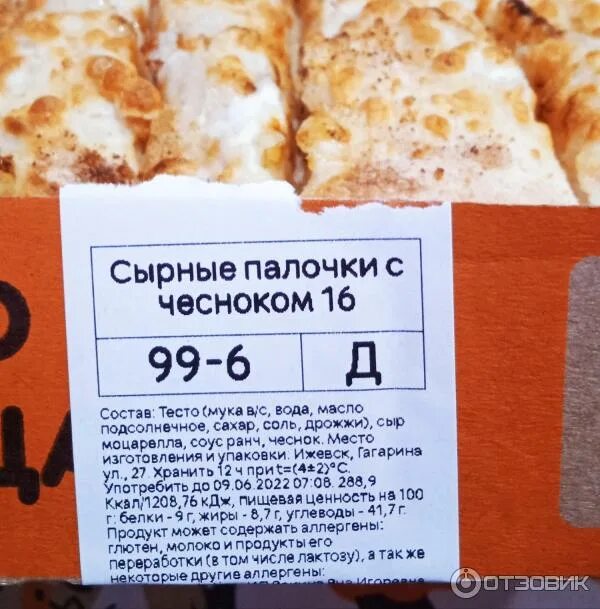 Сырные палочки с
чесноком 16
99-6
Д
Состав: Тесто (мука в/с, вода, масло
подсолнечное, сахар, соль, дрожжи), сыр
моцарелла, соус ранч, чеснок. Место
изготовления и упаковки: Ижевск, Гагарина
ул., 27. Хранить 12 ч при t=(4±2)°C.
Употребить до 09.06.2022 07:08. 288,9
Ккал/1208,76 кДж, пищевая ценность на 100
г: белки - 9 г, жиры - 8,7 г, углеводы - 41,7 г.
Продукт может содержать аллергены:
глютен, молоко и продукты его
переработки (в том числе лактозу), а так же
некоторые другие аллергены:
О
ЦА
ОТЗОВИК